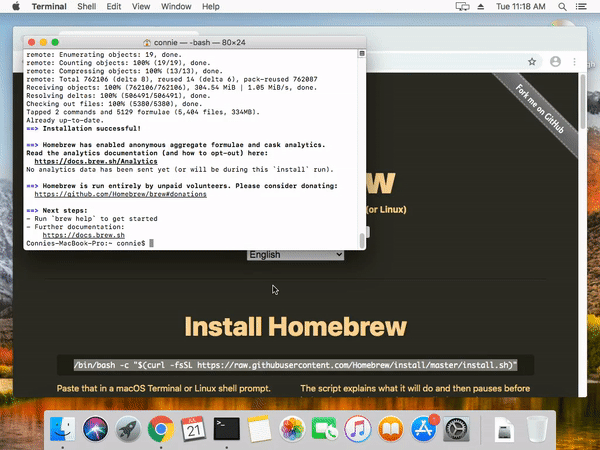 Terminal Shell Edit View Window Help Tue 11:18 AM
connie — -bash — 80×24
remote: Enumerating objects: 19, done.
remote: Counting objects: 100% (19/19), done.
remote: Compressing objects: 100% (13/13), done.
remote: Total 762106 (delta 8), reused 14 (delta 6), pack-reused 762087
Receiving objects: 100% (762106/762106), 304.54 MiB | 1.05 MiB/s, done.
Resolving deltas: 100% (506491/506491), done.
Checking out files: 100% (5380/5380), done.
Tapped 2 commands and 5129 formulae (5,404 files, 334MB).
Already up-to-date.
==> Installation successful!
==> Homebrew has enabled anonymous aggregate formulae and cask analytics.
Read the analytics documentation (and how to opt-out) here:
https://docs.brew.sh/Analytics
No analytics data has been sent yet (or will be during this `install` run).
==> Homebrew is run entirely by unpaid volunteers. Please consider donating:
https://github.com/Homebrew/brew#donations
==> Next steps:
- Run `brew help` to get started
- Further documentation:
https://docs.brew.sh
Connies-MacBook-Pro:~ connie$
Fork me on GitHub
(or Linux)
English
Install Homebrew
/bin/bash -c "$(curl -fsSL https://raw.githubusercontent.com/Homebrew/install/master/install.sh)"
Paste that in a macOS Terminal or Linux shell prompt.
The script explains what it will do and then pauses before
JUL
21